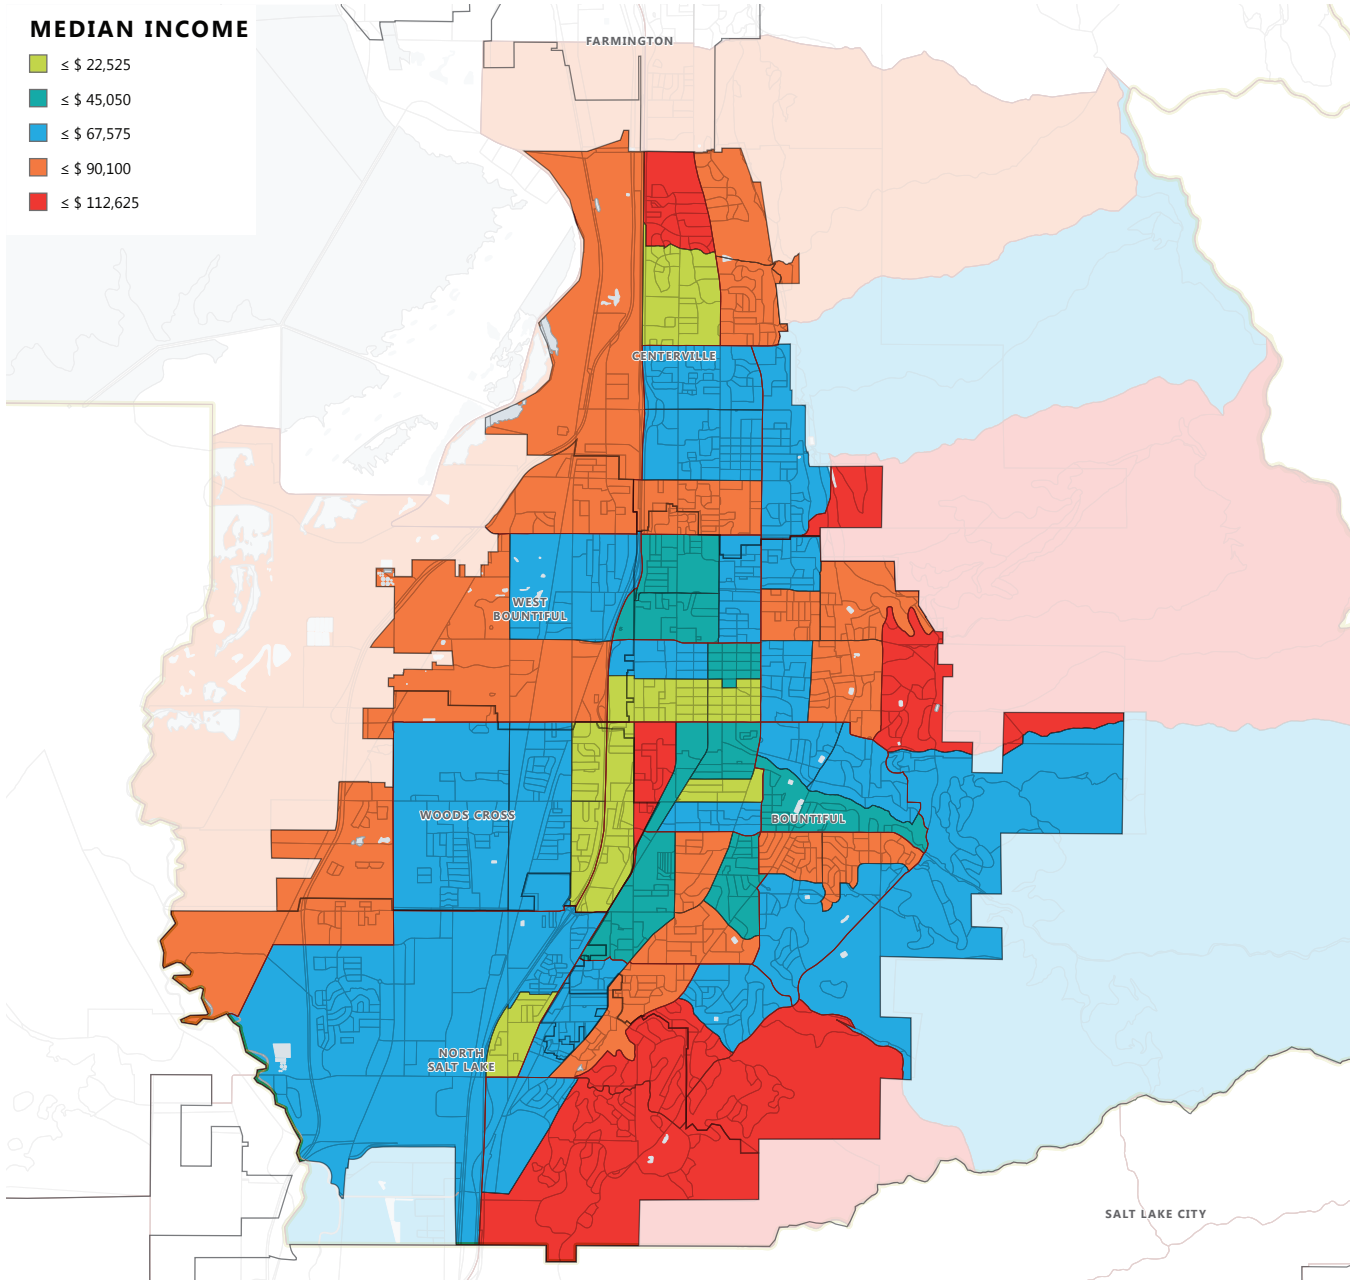 MEDIAN INCOME
≤ $ 22,525
≤ $ 45,050
≤ $ 67,575
≤ $ 90,100
≤ $ 112,625
FARMINGTON
CENTERVILLE
WEST
BOUNTIFUL
WOODS CROSS
BOUNTIFUL
NORTH
SALT LAKE
SALT LAKE CITY